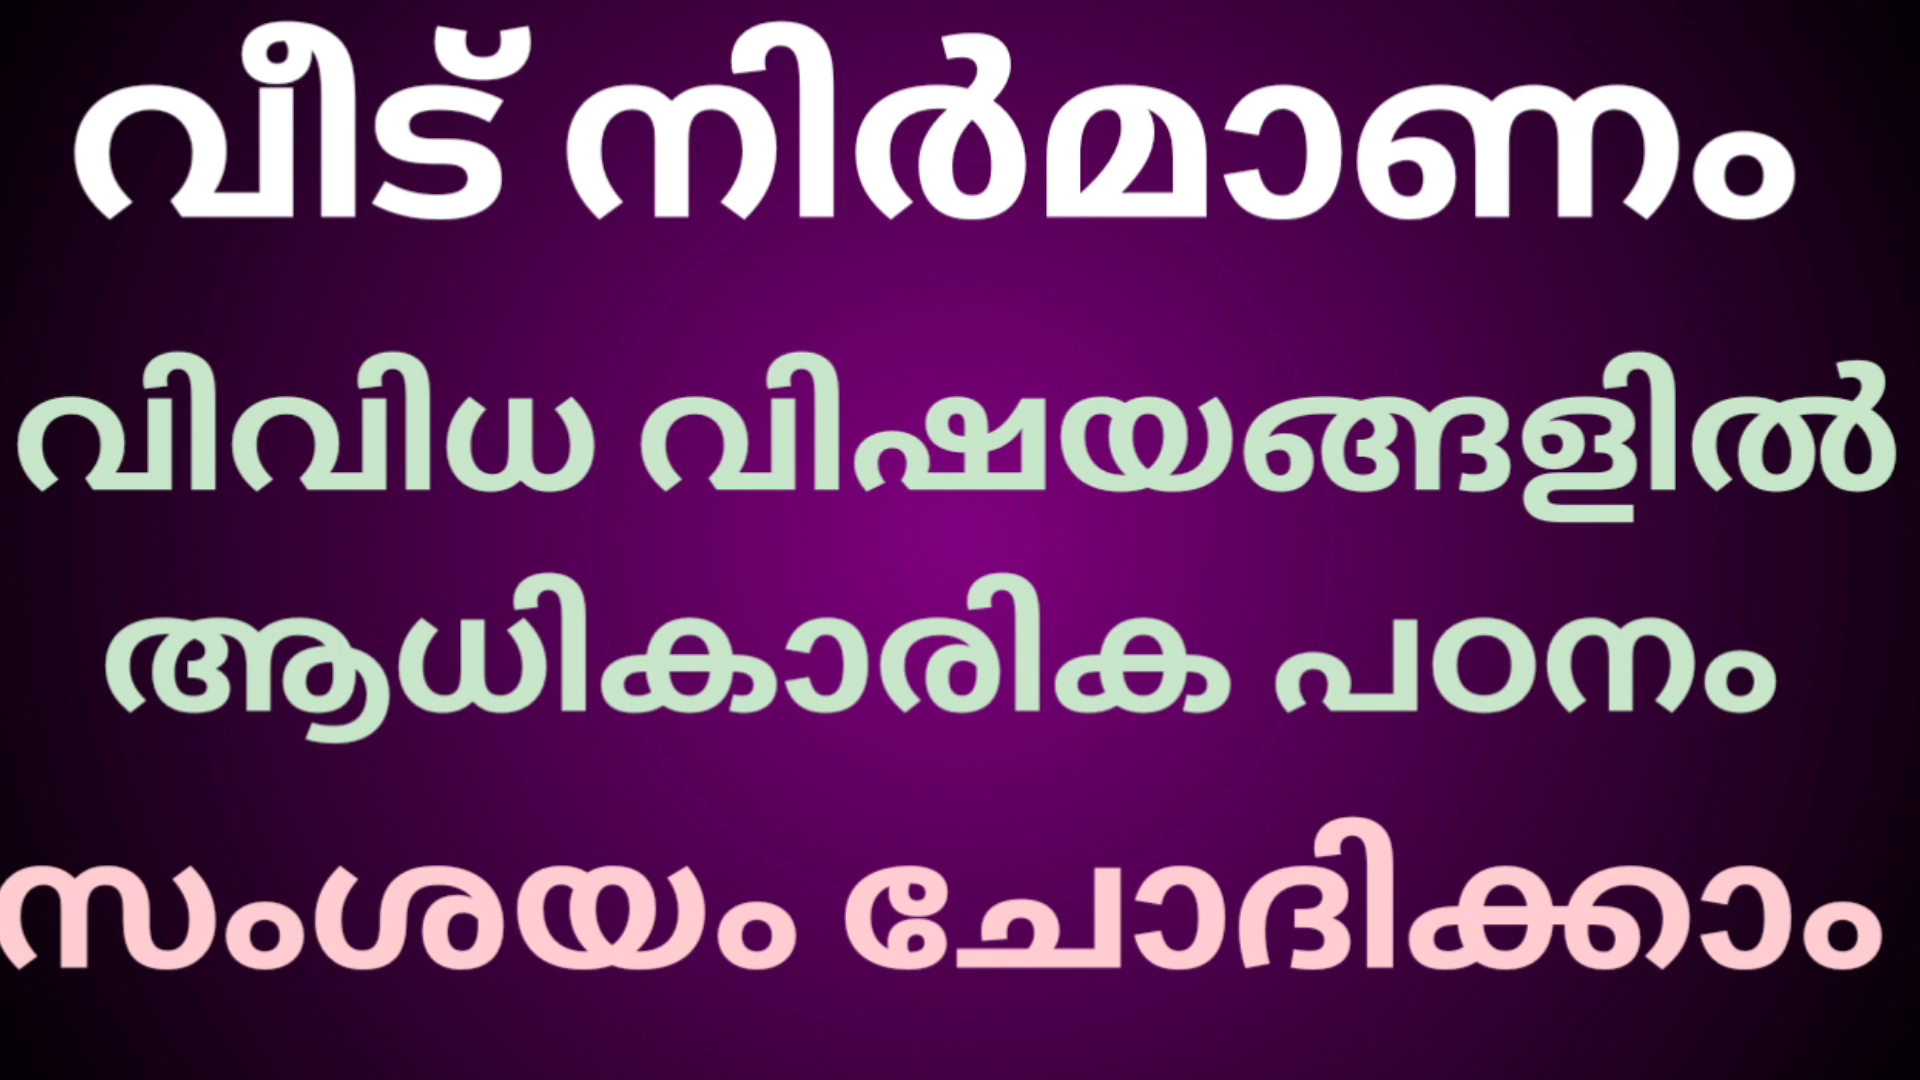 വീട് നിർമാണം
വിവിധ വിഷയങ്ങളിൽ
ആധികാരിക പഠനം
സംശയം ചോദിക്കാം